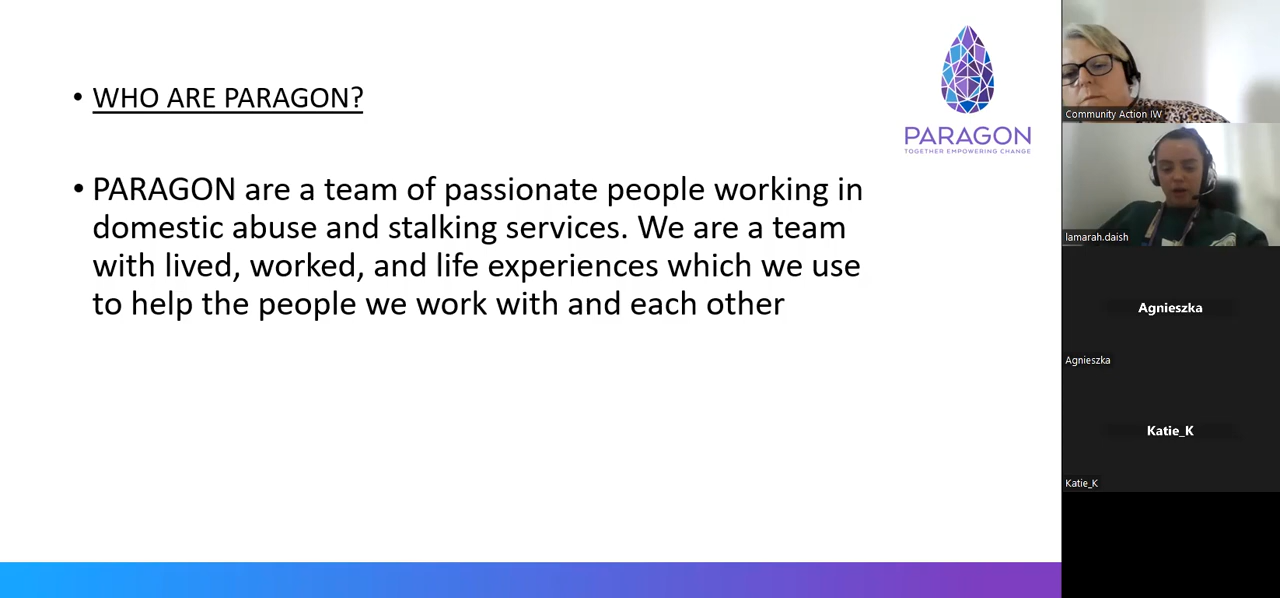 • WHO ARE PARAGON?
• PARAGON are a team of passionate people working in
domestic abuse and stalking services. We are a team
with lived, worked, and life experiences which we use
to help the people we work with and each other
PARAGON
TOGETHER EMPOWERING CHANGE
Community Action IW
lamarah.daish
Agnieszka
Agnieszka
Katie_K
Katie_K